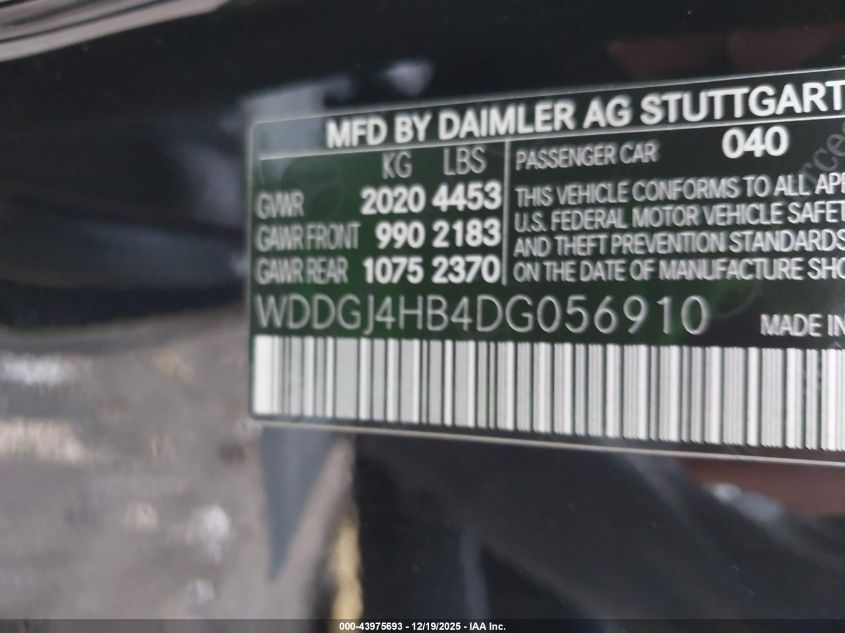 MFD BY DAIMLER AG STUTTGART
KG LBS
GVWR 2020 4453
GAWR FRONT 990 2183
GAWR REAR 1075 2370
PASSENGER CAR 040
THIS VEHICLE CONFORMS TO ALL APP
U.S. FEDERAL MOTOR VEHICLE SAFET
AND THEFT PREVENTION STANDARDS
ON THE DATE OF MANUFACTURE SHO
WDDGJ4HB4DG056910
MADE IN
000-43975693 / 12/19/2025 - IAA Inc.